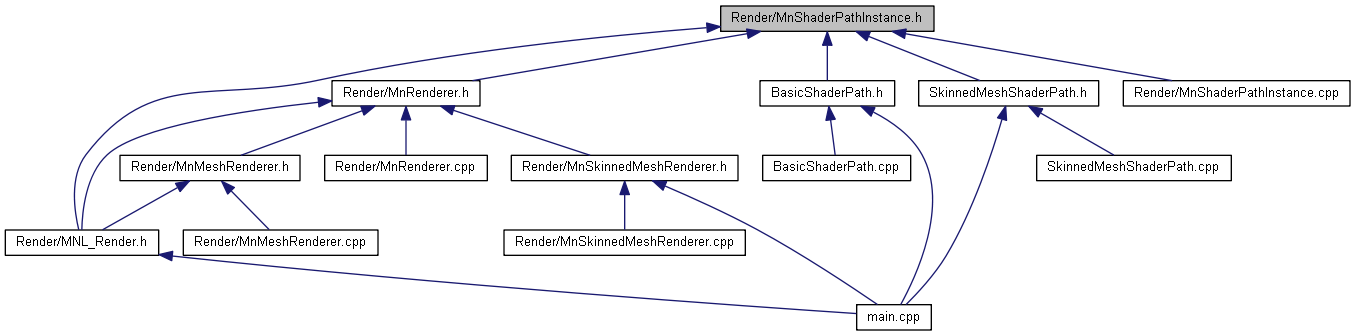 Render/MnShaderPathInstance.h
Render/MnRenderer.h
BasicShaderPath.h
SkinnedMeshShaderPath.h
Render/MnShaderPathInstance.cpp
Render/MnMeshRenderer.h
Render/MnRenderer.cpp
Render/MnSkinnedMeshRenderer.h
BasicShaderPath.cpp
SkinnedMeshShaderPath.cpp
Render/MNL_Render.h
Render/MnMeshRenderer.cpp
Render/MnSkinnedMeshRenderer.cpp
main.cpp